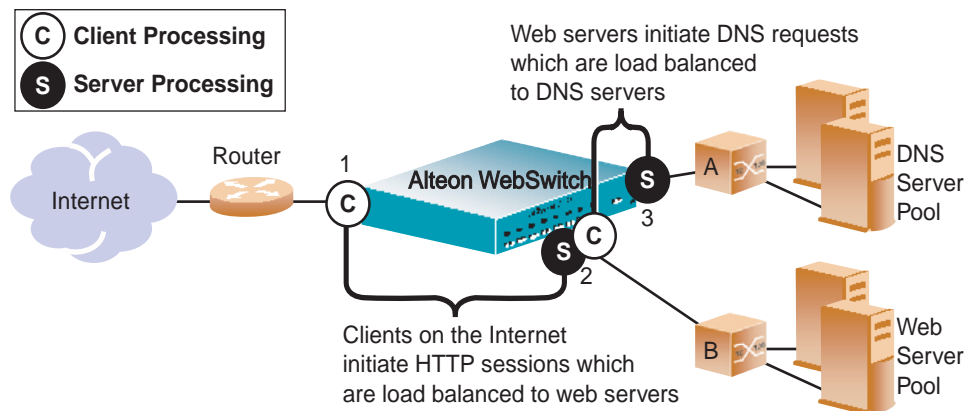 C Client Processing
S Server Processing
Web servers initiate DNS requests
which are load balanced
to DNS servers
Internet
Router
1
C
Alteon WebSwitch
S
3
A
DNS
Server
Pool
S
C
2
Clients on the Internet
initiate HTTP sessions which
are load balanced to web servers
B
Web
Server
Pool